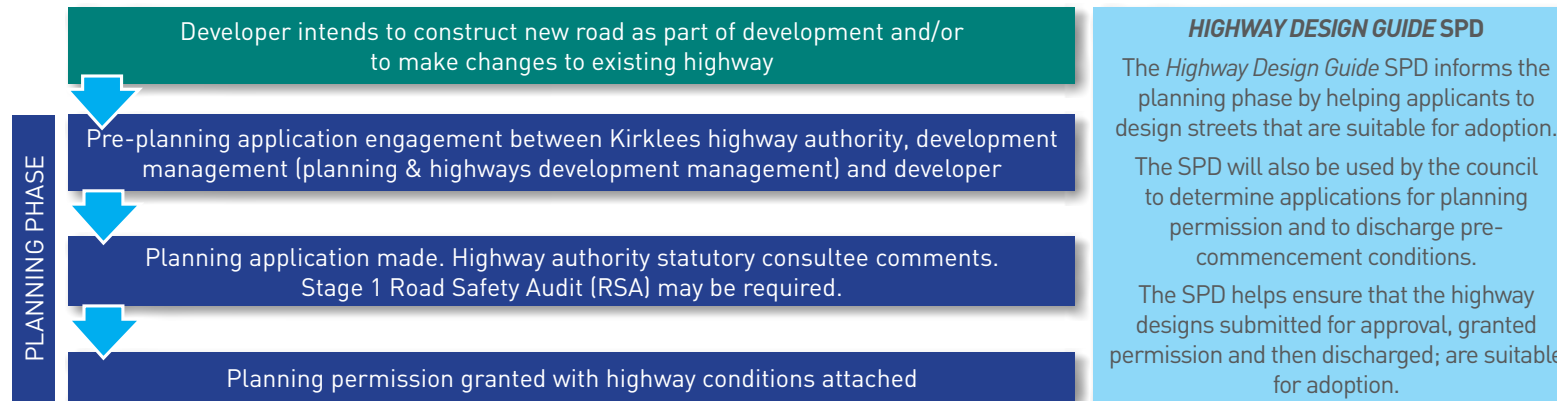 Developer intends to construct new road as part of development and/or
to make changes to existing highway
PLANNING PHASE
Pre-planning application engagement between Kirklees highway authority, development
management (planning & highways development management) and developer
Planning application made. Highway authority statutory consultee comments.
Stage 1 Road Safety Audit (RSA) may be required.
Planning permission granted with highway conditions attached
HIGHWAY DESIGN GUIDE SPD
The Highway Design Guide SPD informs the
planning phase by helping applicants to
design streets that are suitable for adoption.
The SPD will also be used by the council
to determine applications for planning
permission and to discharge pre-
commencement conditions.
The SPD helps ensure that the highway
designs submitted for approval, granted
permission and then discharged; are suitable
for adoption.